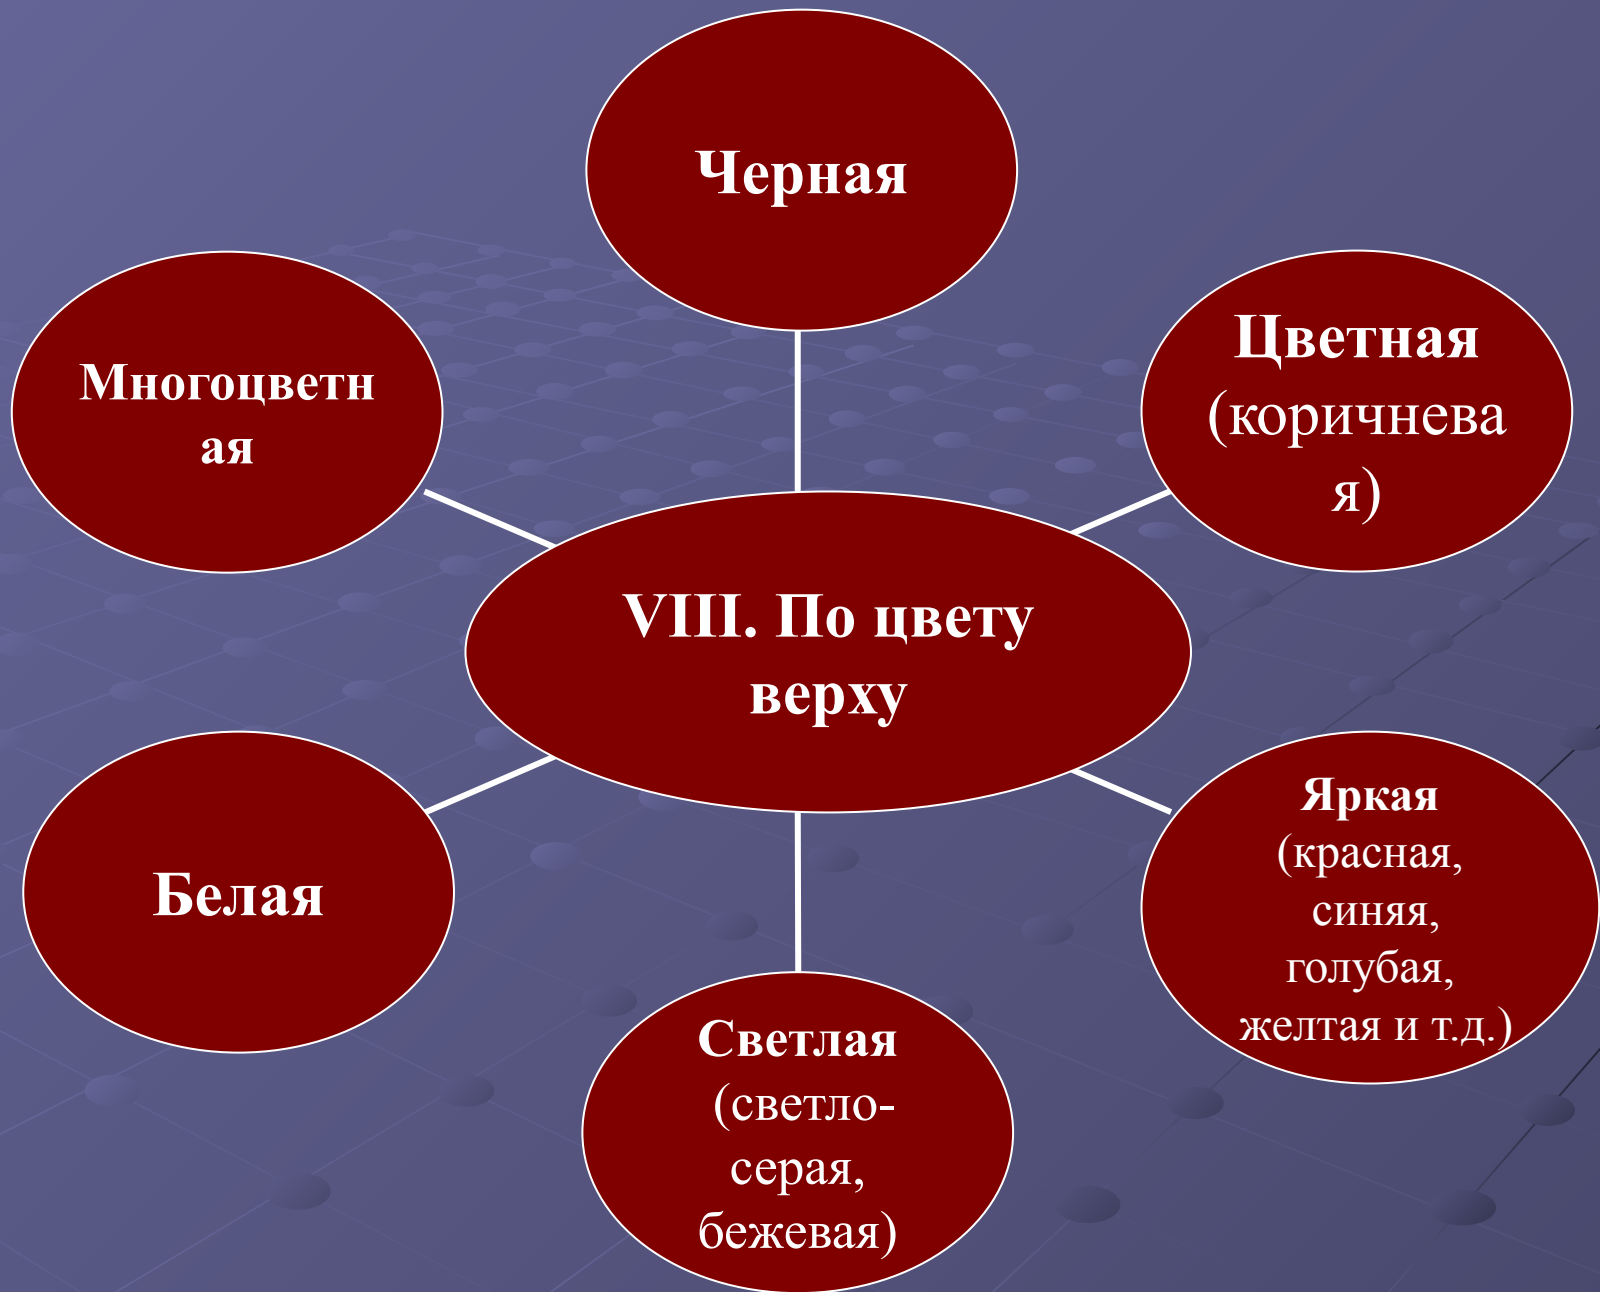 Черная
Цветная
(коричнева
я)
Многоцветн
ая
VIII. По цвету
верху
Яркая
(красная,
синяя,
голубая,
желтая и т.д.)
Белая
Светлая
(светло-
серая,
бежевая)